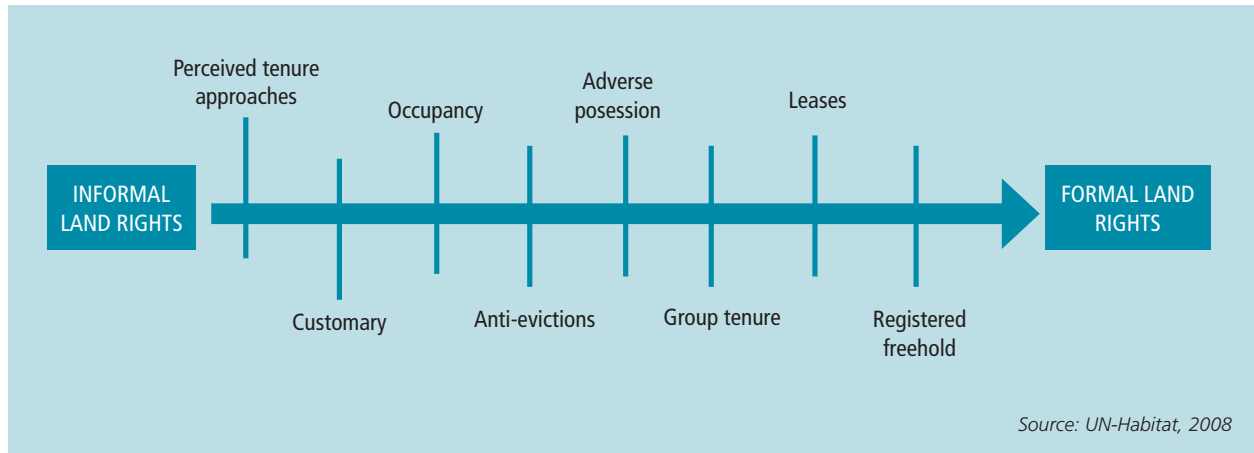 Perceived tenure
approaches
Occupancy
Adverse
posession
Leases
INFORMAL
LAND RIGHTS
FORMAL LAND
RIGHTS
Customary
Anti-evictions
Group tenure
Registered
freehold
Source: UN-Habitat, 2008